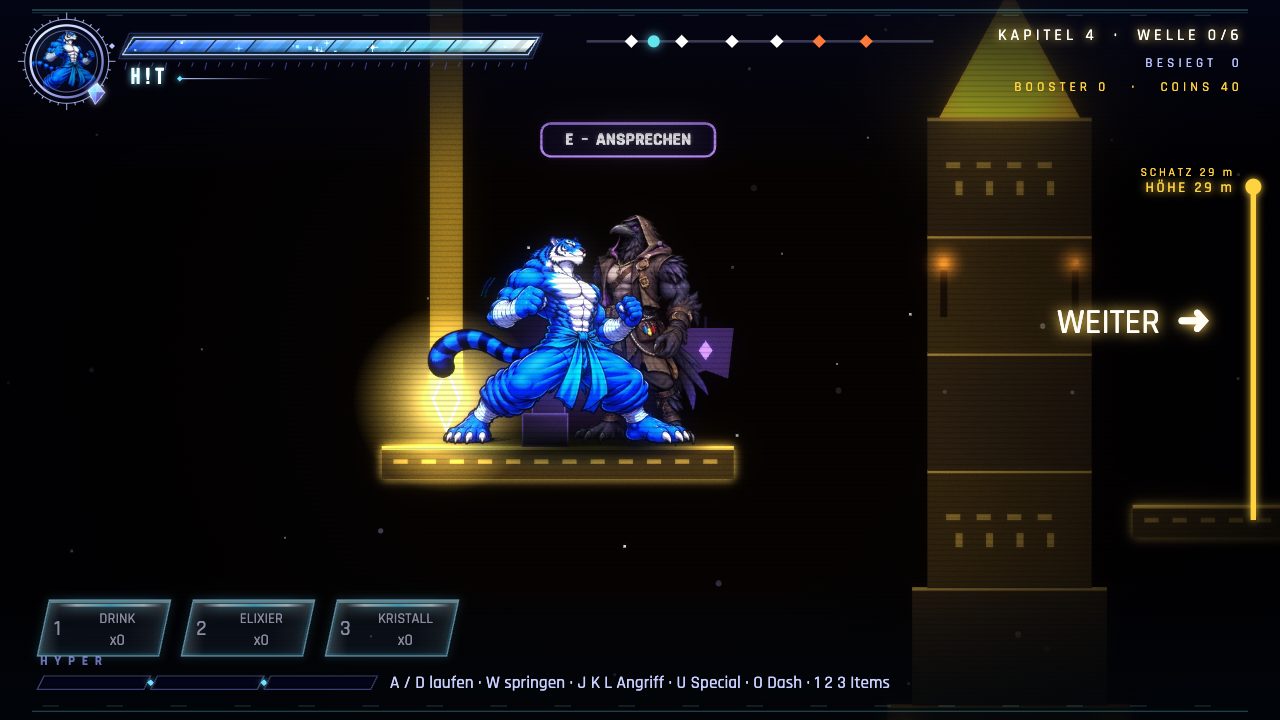 KAPITEL 4 · WELLE 0/6
H!T
BESIEGT 0
BOOSTER 0 · COINS 40
E - ANSPRECHEN
SCHATZ 29 m
HÖHE 29 m
WEITER →
1 DRINK x0
2 ELIXIER x0
3 KRISTALL x0
HYPER
A / D laufen · W springen · J K L Angriff · U Special · O Dash · 1 2 3 Items